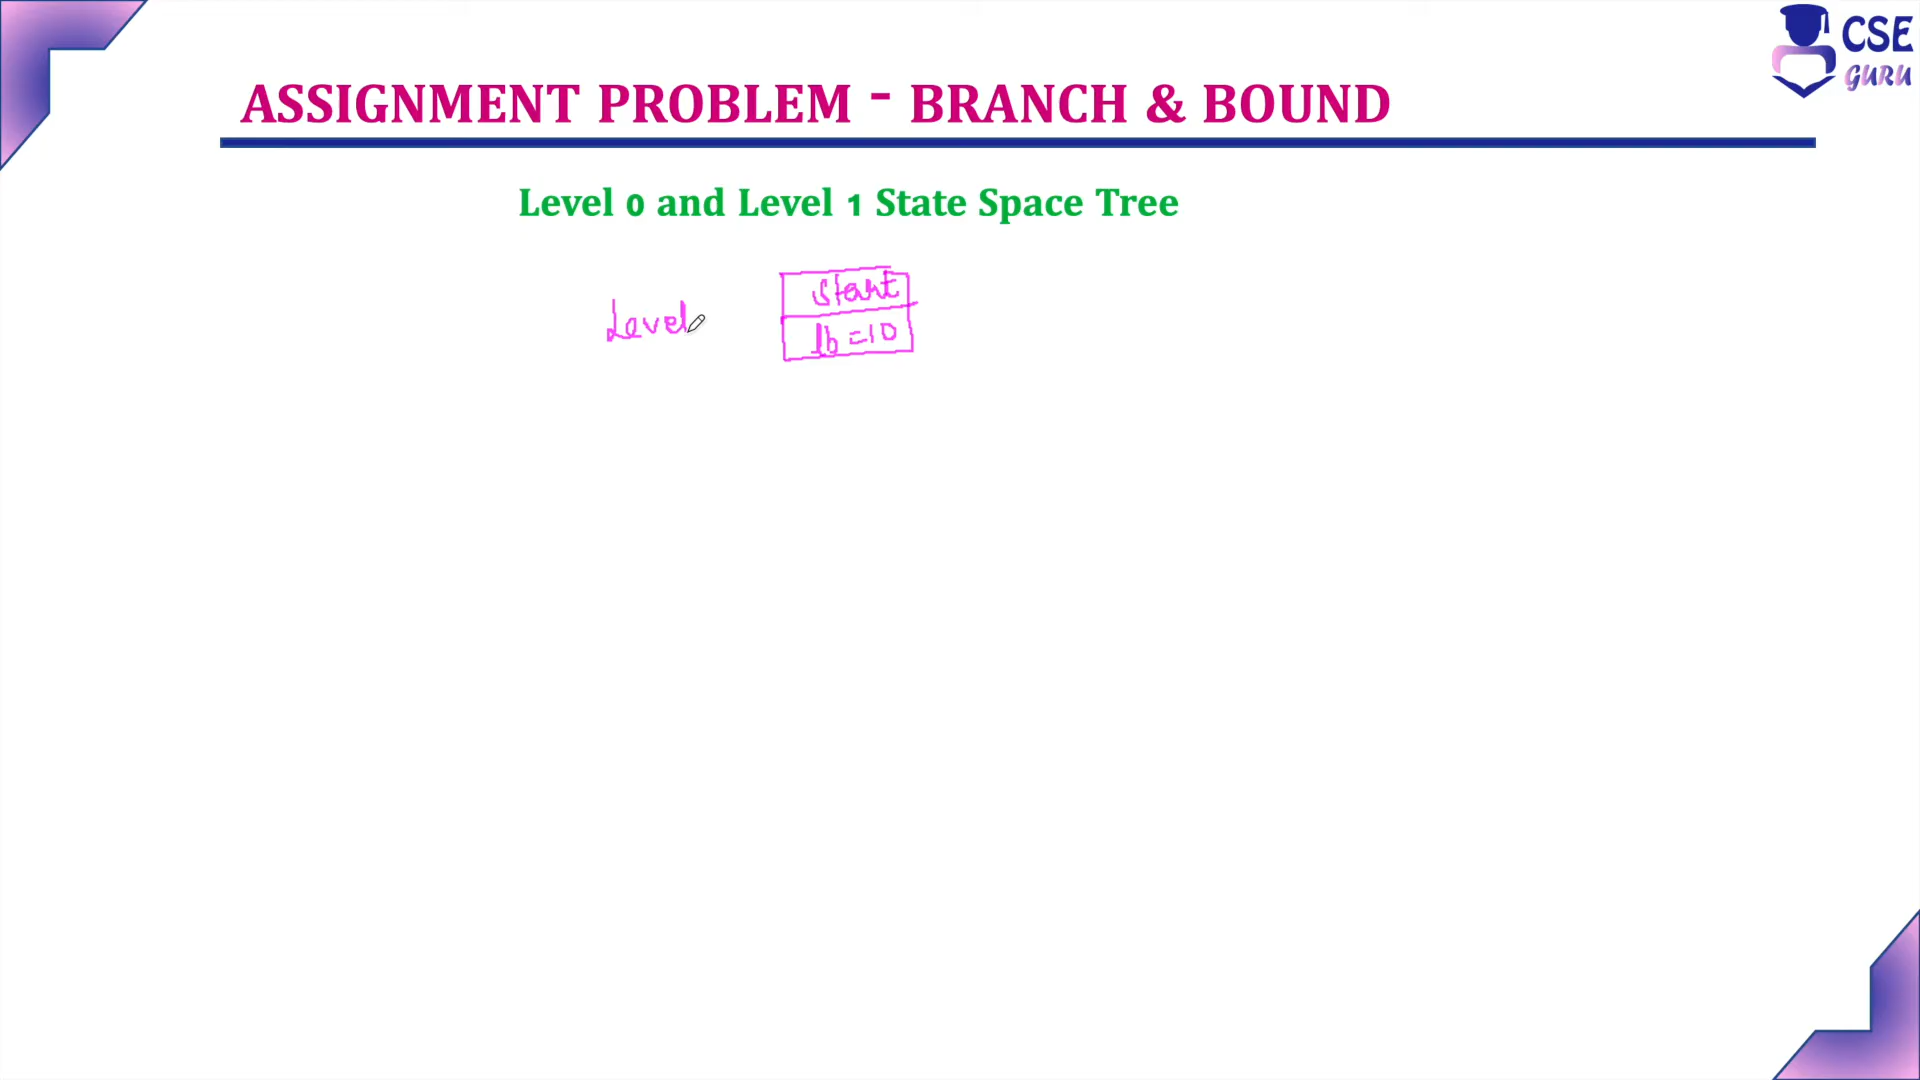 CSE
GURU
ASSIGNMENT PROBLEM - BRANCH & BOUND
Level 0 and Level 1 State Space Tree
Start
Level
lb=10